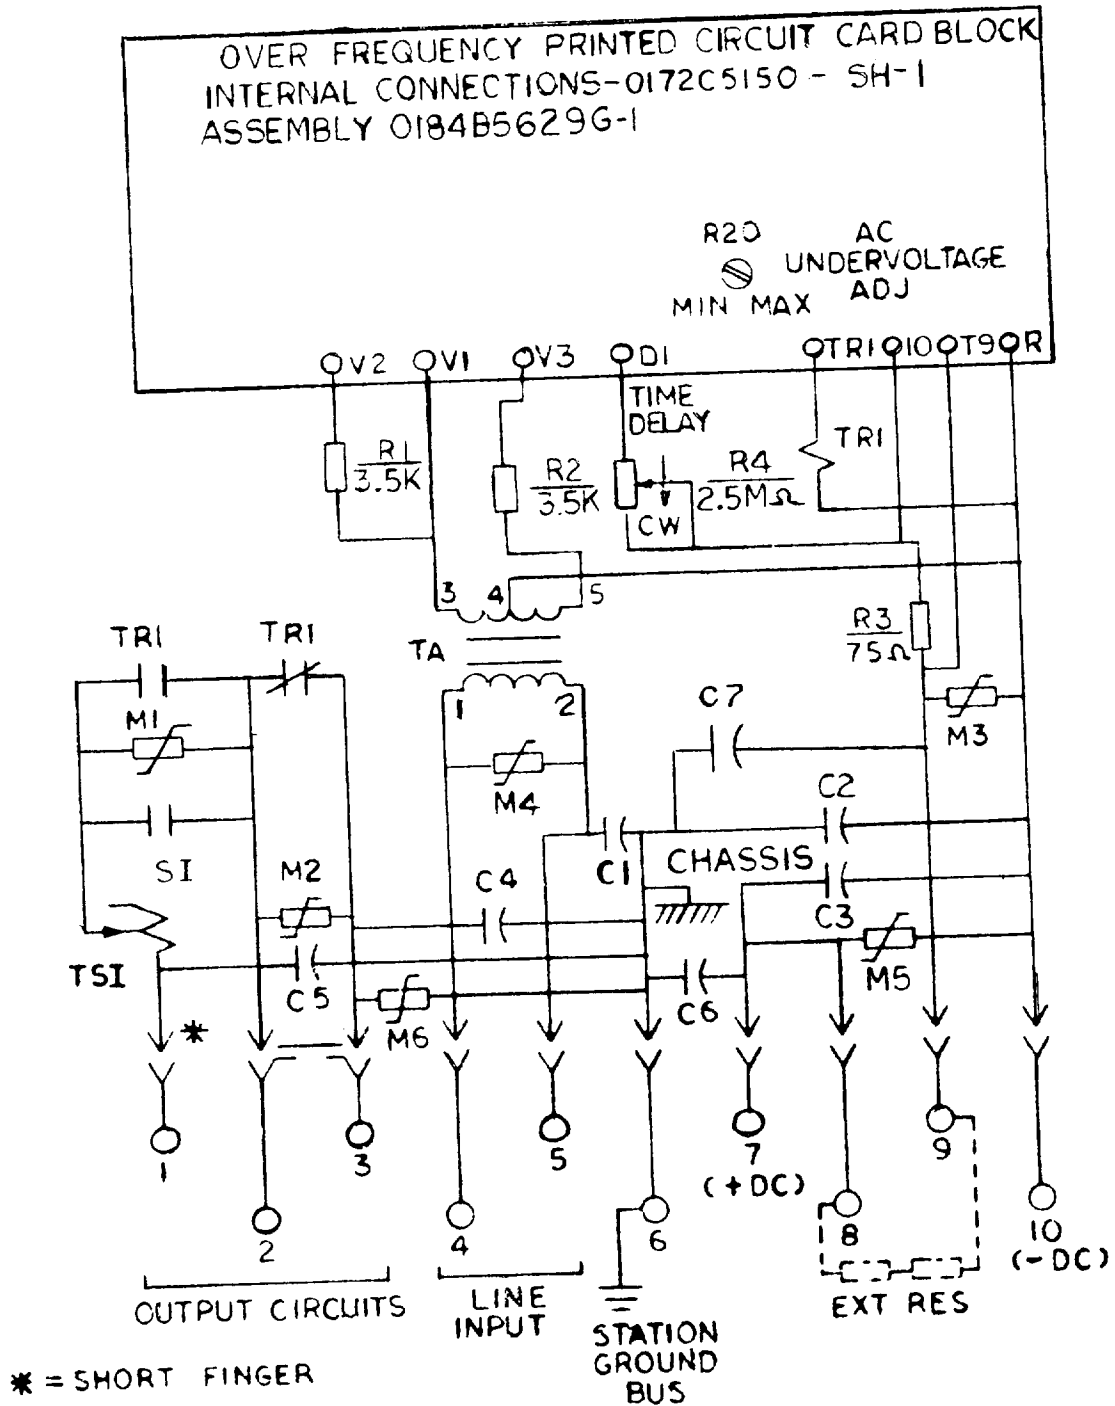 OVER FREQUENCY PRINTED CIRCUIT CARD BLOCK
INTERNAL CONNECTIONS-0172C5150 - SH-1
ASSEMBLY 0184B5629G-1
R20
AC
UNDERVOLTAGE
ADJ
MIN MAX
V2
V1
V3
D1
TR1
10
T9
R
TIME
DELAY
R1
3.5K
R2
3.5K
R4
2.5MΩ
CW
TR1
3
4
5
TA
1
2
R3
75Ω
TR1
TR1
M1
SI
M2
TSI
C5
M6
M4
C4
C1
C7
M3
C2
CHASSIS
C3
M5
C6
*
1
2
3
4
5
6
7
(+DC)
8
9
10
(-DC)
OUTPUT CIRCUITS
LINE
INPUT
STATION
GROUND
BUS
EXT RES
* = SHORT FINGER